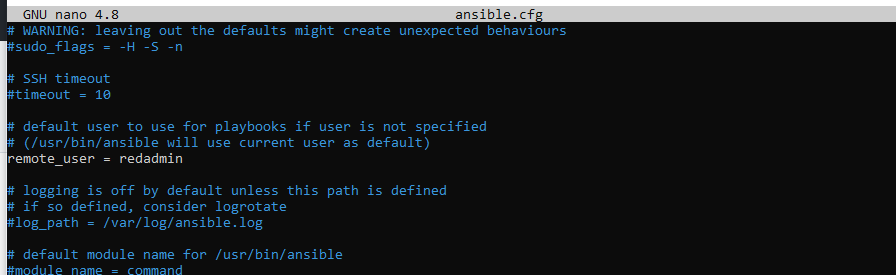 GNU nano 4.8 ansible.cfg
# WARNING: leaving out the defaults might create unexpected behaviours
#sudo_flags = -H -S -n
# SSH timeout
#timeout = 10
# default user to use for playbooks if user is not specified
# (/usr/bin/ansible will use current user as default)
remote_user = redadmin
# logging is off by default unless this path is defined
# if so defined, consider logrotate
#log_path = /var/log/ansible.log
# default module name for /usr/bin/ansible
#module_name = command